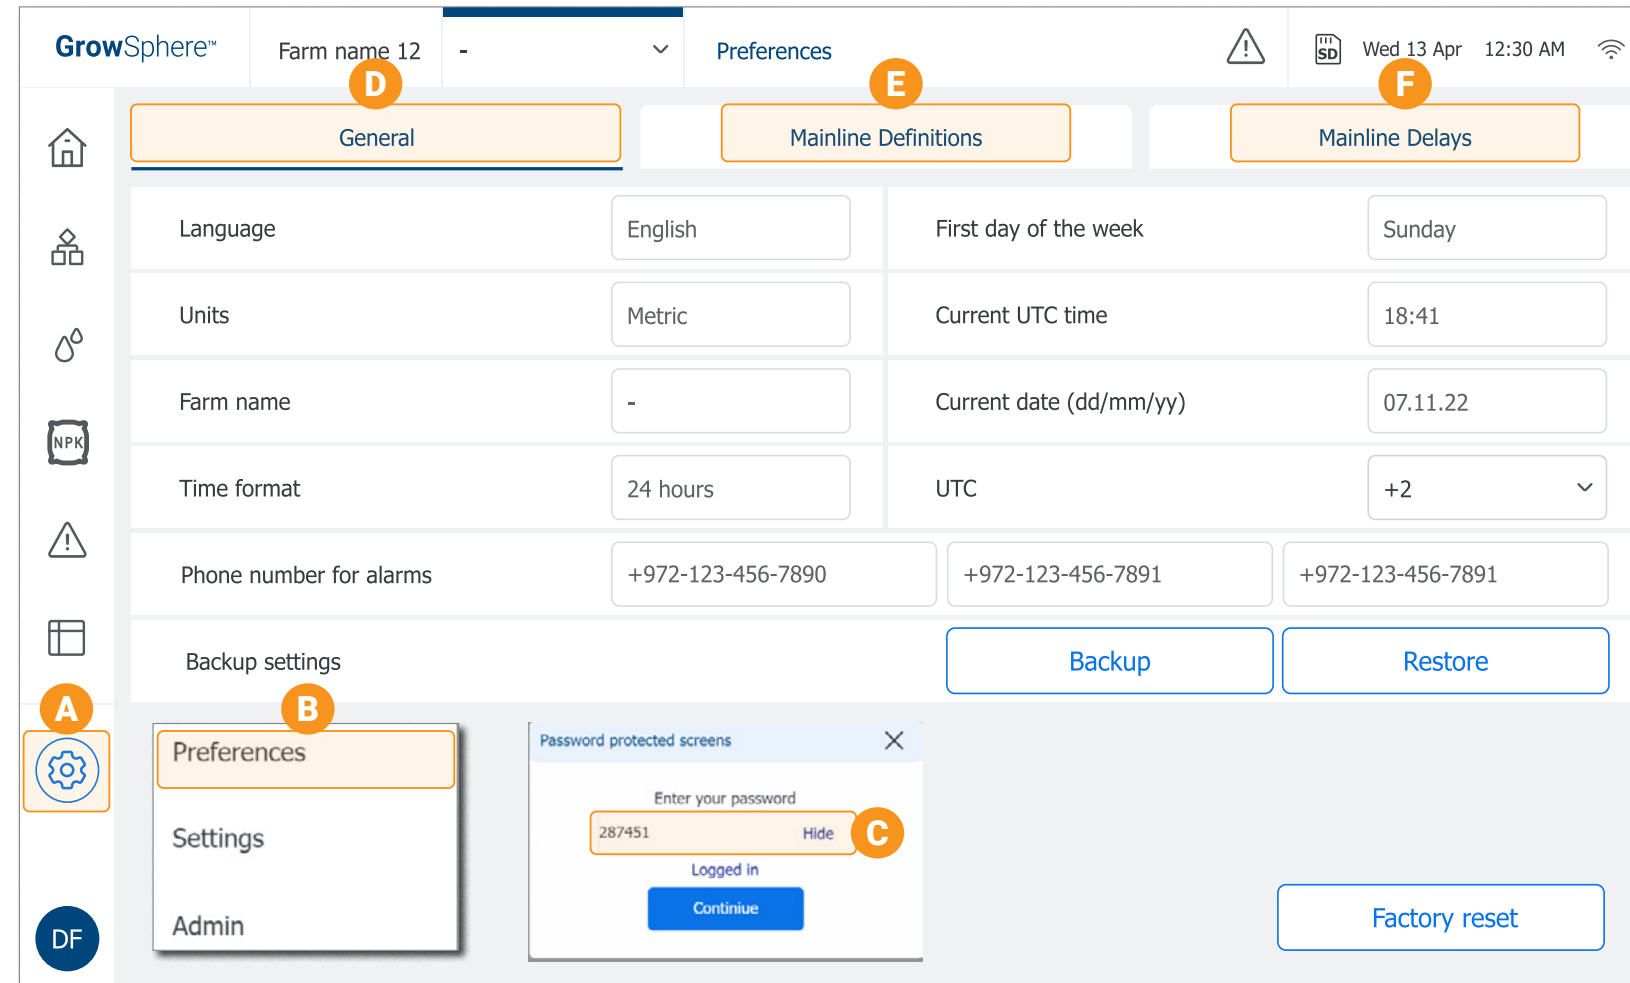 GrowSphere™
Farm name 12
-
Preferences
SD
Wed 13 Apr
12:30 AM
D
E
F
General
Mainline Definitions
Mainline Delays
Language
English
First day of the week
Sunday
Units
Metric
Current UTC time
18:41
Farm name
-
Current date (dd/mm/yy)
07.11.22
NPK
Time format
24 hours
UTC
+2
Phone number for alarms
+972-123-456-7890
+972-123-456-7891
+972-123-456-7891
Backup settings
Backup
Restore
A
B
Preferences
Settings
Admin
Password protected screens
Enter your password
287451
Hide
C
Logged in
Continiue
DF
Factory reset